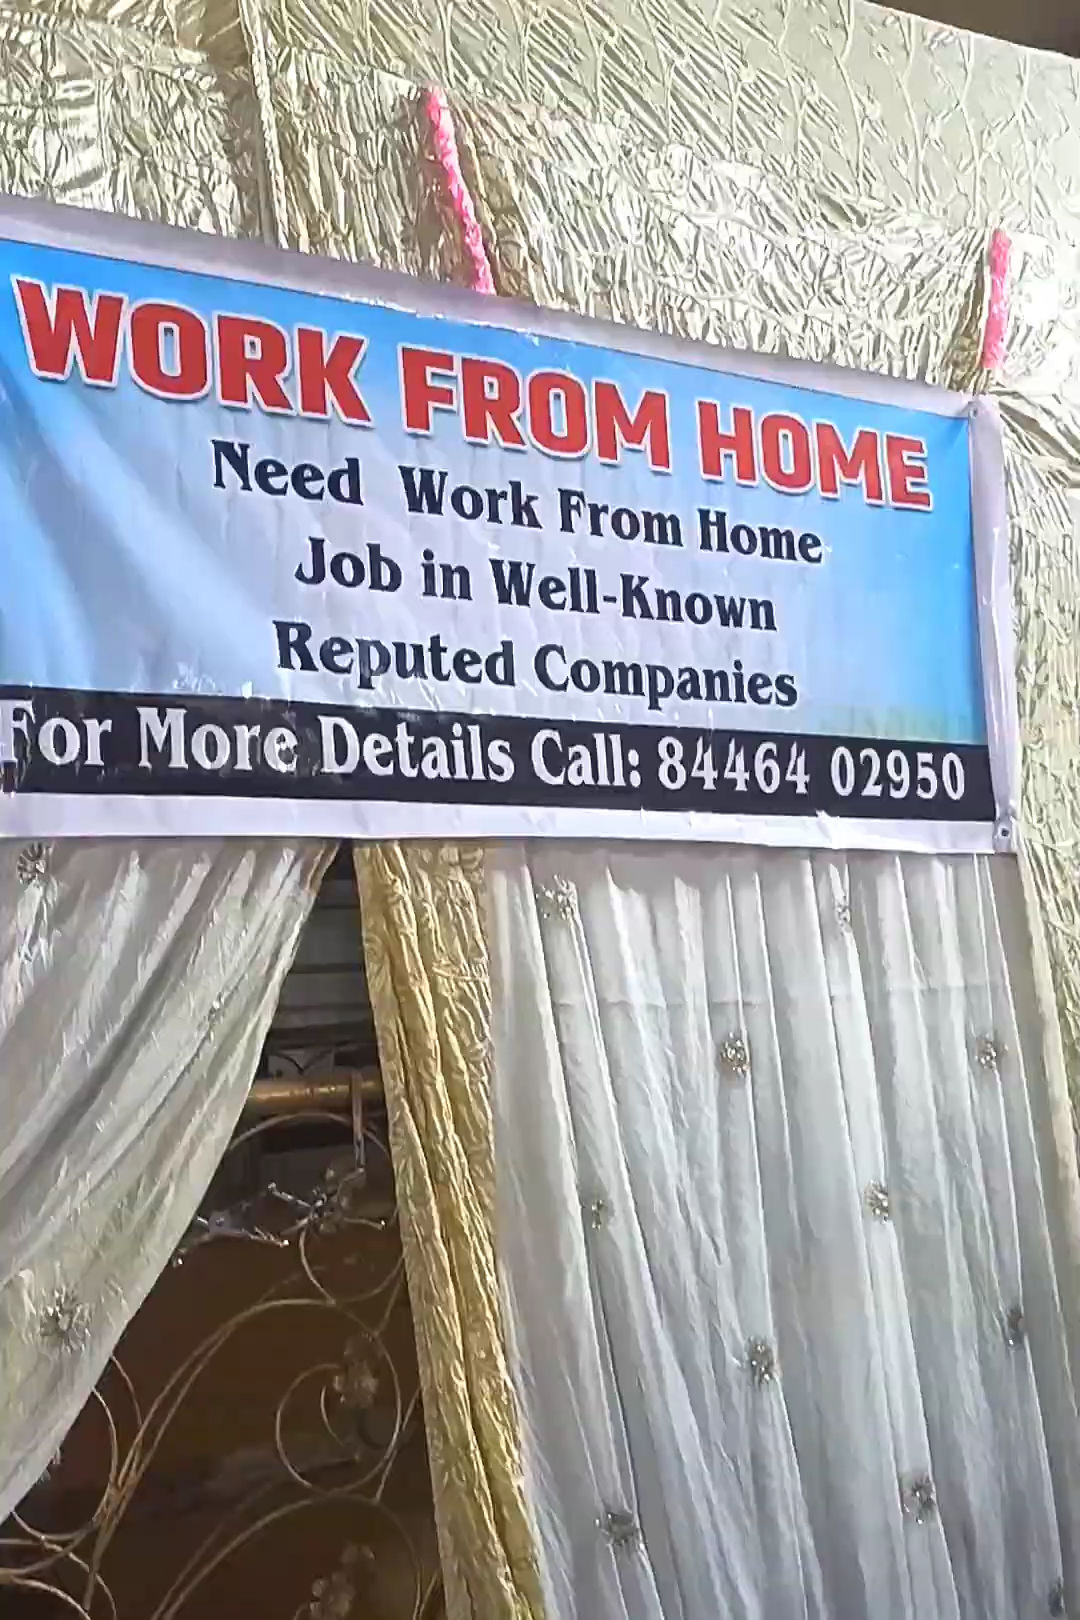 WORK FROM HOME
Need Work From Home
Job in Well-Known
Reputed Companies
For More Details Call: 84464 02950